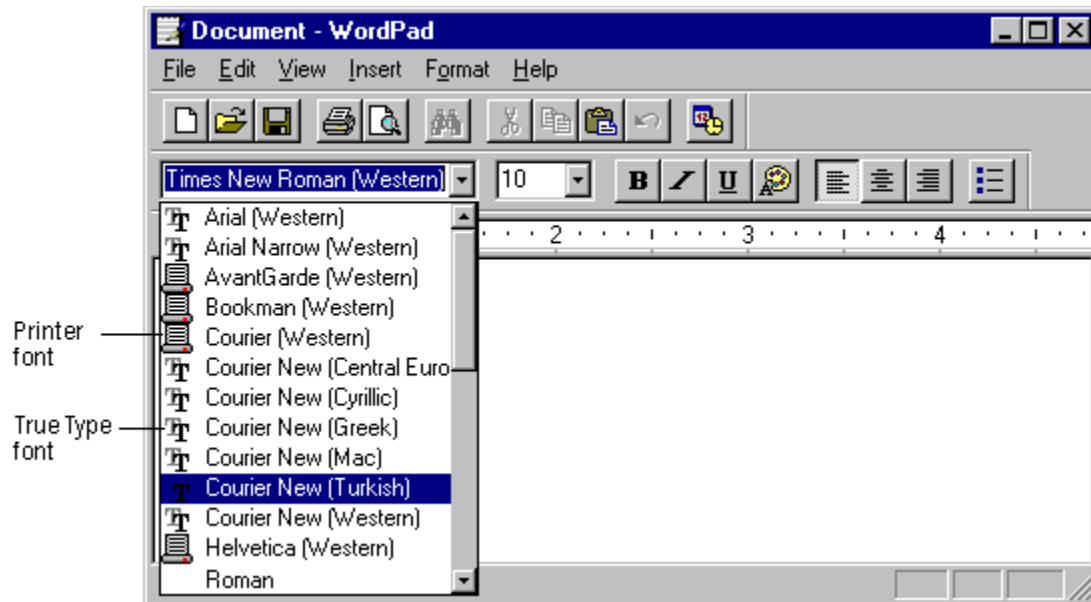 Document - WordPad
File Edit View Insert Format Help
Times New Roman (Western) 10 B I U
Arial (Western)
2 3 4
Arial Narrow (Western)
AvantGarde (Western)
Bookman (Western)
Printer font
Courier (Western)
Courier New (Central Euro
Courier New (Cyrillic)
True Type font
Courier New (Greek)
Courier New (Mac)
Courier New (Turkish)
Courier New (Western)
Helvetica (Western)
Roman